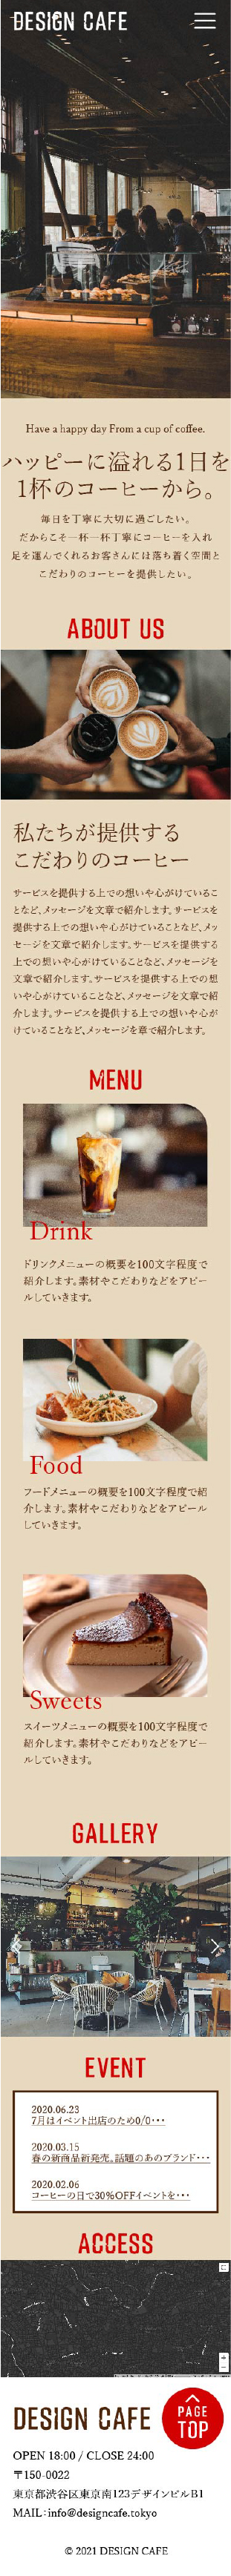 DESIGN CAFE
Have a happy day From a cup of coffee.
ハッピーに溢れる1日を
1杯のコーヒーから。
毎日を丁寧に大切に過ごしたい。
だからこそ一杯一杯丁寧にコーヒーを入れ
足を運んでくれるお客さんには落ち着く空間と
こだわりのコーヒーを提供したい。
ABOUT US
私たちが提供する
こだわりのコーヒー
サービスを提供する上での想いや心がけているこ
となど、メッセージを文章で紹介します。サービスを
提供する上での想いや心がけていることなど、メッ
セージを文章で紹介します。サービスを提供する
上での想いや心がけていることなど、メッセージを
文章で紹介します。サービスを提供する上での想
いや心がけていることなど、メッセージを文章で紹
介します。サービスを提供する上での想いや心が
けていることなど、メッセージを章で紹介します。
MENU
Drink
ドリンクメニューの概要を100文字程度で
紹介します。素材やこだわりなどをアピー
ルしていきます。
Food
フードメニューの概要を100文字程度で紹
介します。素材やこだわりなどをアピール
していきます。
Sweets
スイーツメニューの概要を100文字程度で
紹介します。素材やこだわりなどをアピー
ルしていきます。
GALLERY
EVENT
2020.06.23
7月はイベント出店のため0/0・・・
2020.03.15
春の新商品新発売。話題のあのブランド・・・
2020.02.06
コーヒーの日で30%OFFイベントを・・・
ACCESS
PAGE
TOP
DESIGN CAFE
OPEN 18:00 / CLOSE 24:00
〒150-0022
東京都渋谷区東京南123デザインビルB1
MAIL：info@designcafe.tokyo
© 2021 DESIGN CAFE